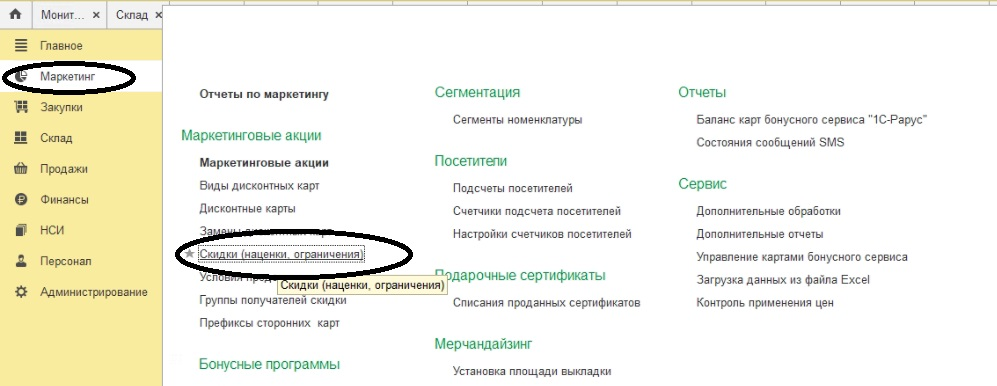 Монит...
Склад
Главное
Маркетинг
Закупки
Склад
Продажи
Финансы
НСИ
Персонал
Администрирование
Отчеты по маркетингу
Маркетинговые акции
Маркетинговые акции
Виды дисконтных карт
Дисконтные карты
Замены дисконтных карт
Скидки (наценки, ограничения)
Скидки (наценки, ограничения)
Условия
Группы получателей скидки
Префиксы сторонних карт
Бонусные программы
Сегментация
Сегменты номенклатуры
Посетители
Подсчеты посетителей
Счетчики подсчета посетителей
Настройки счетчиков посетителей
Подарочные сертификаты
Списания проданных сертификатов
Мерчандайзинг
Установка площади выкладки
Отчеты
Баланс карт бонусного сервиса "1С-Рарус"
Состояния сообщений SMS
Сервис
Дополнительные обработки
Дополнительные отчеты
Управление картами бонусного сервиса
Загрузка данных из файла Excel
Контроль применения цен